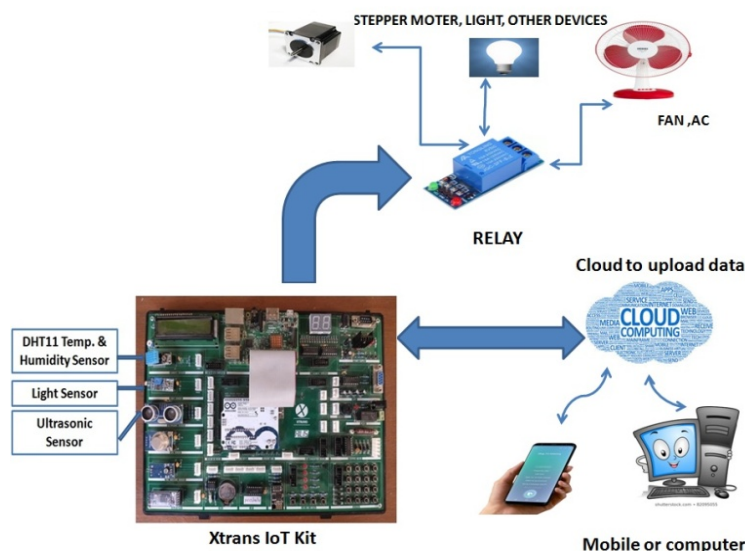 STEPPER MOTER, LIGHT, OTHER DEVICES
FAN ,AC
RELAY
Cloud to upload data
CLOUD
COMPUTING
DHT11 Temp. &
Humidity Sensor
Light Sensor
Ultrasonic
Sensor
Xtrans IoT Kit
Mobile or computer